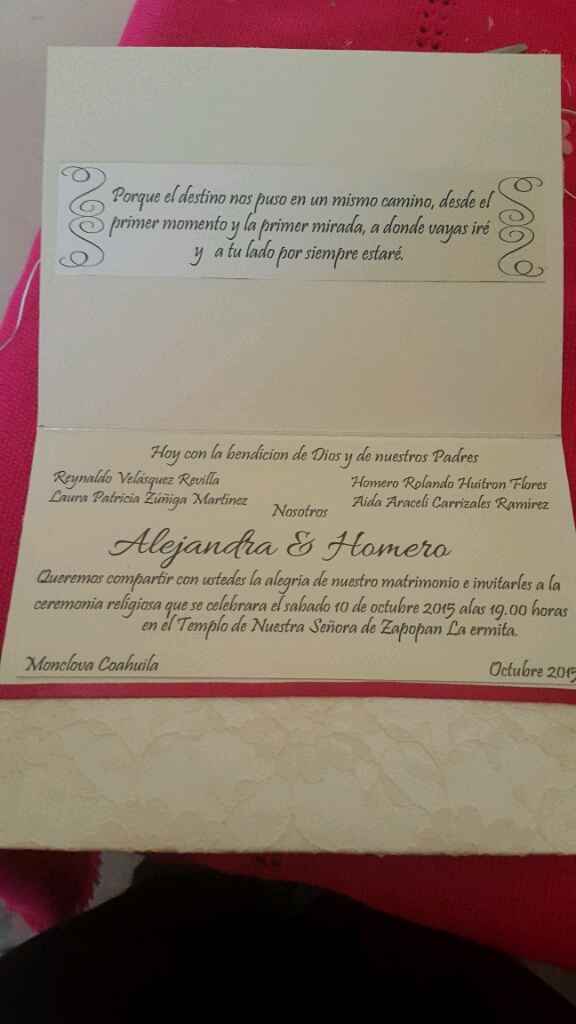 Porque el destino nos puso en un mismo camino, desde el
primer momento y la primer mirada, a donde vayas iré
y a tu lado por siempre estaré.
Hoy con la bendicion de Dios y de nuestros Padres
Reynaldo Velásquez Revilla
Laura Patricia Zúñiga Martinez
Homero Rolando Huitron Flores
Aida Araceli Carrizales Ramirez
Nosotros
Alejandra & Homero
Queremos compartir con ustedes la alegria de nuestro matrimonio e invitarles a la
ceremonia religiosa que se celebrara el sabado 10 de octubre 2015 alas 19.00 horas
en el Templo de Nuestra Señora de Zapopan La ermita.
Monclova Coahuila
Octubre 2015